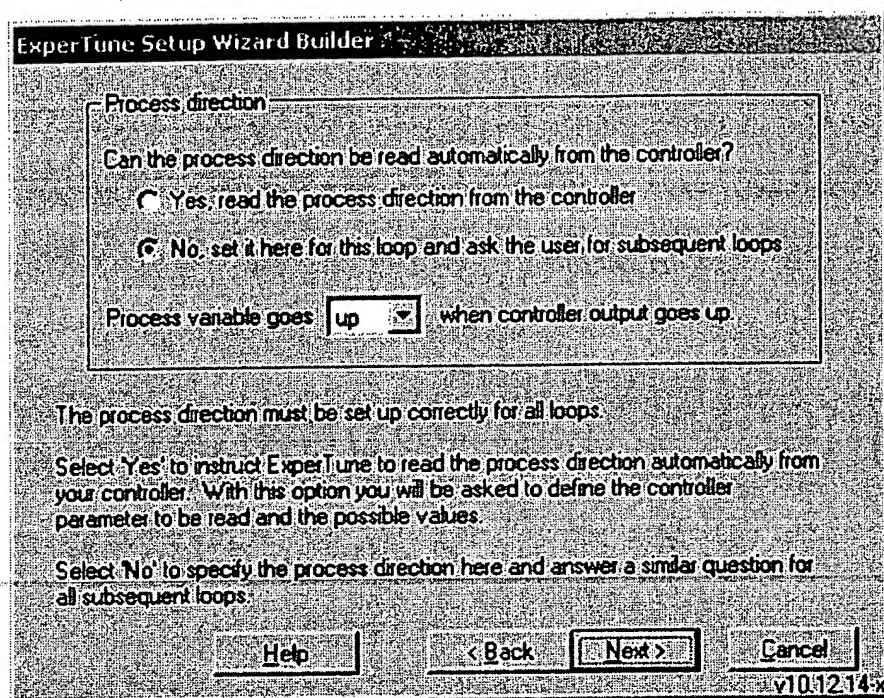 ExperTune Setup Wizard Builder
Process direction
Can the process direction be read automatically from the controller?
Yes, read the process direction from the controller
No, set it here for this loop and ask the user for subsequent loops
Process variable goes up when controller output goes up.
The process direction must be set up correctly for all loops.
Select 'Yes' to instruct ExperTune to read the process direction automatically from
your controller. With this option you will be asked to define the controller
parameter to be read and the possible values.
Select 'No' to specify the process direction here and answer a similar question for
all subsequent loops.
Help < Back Next > Cancel
v10.12.14-x